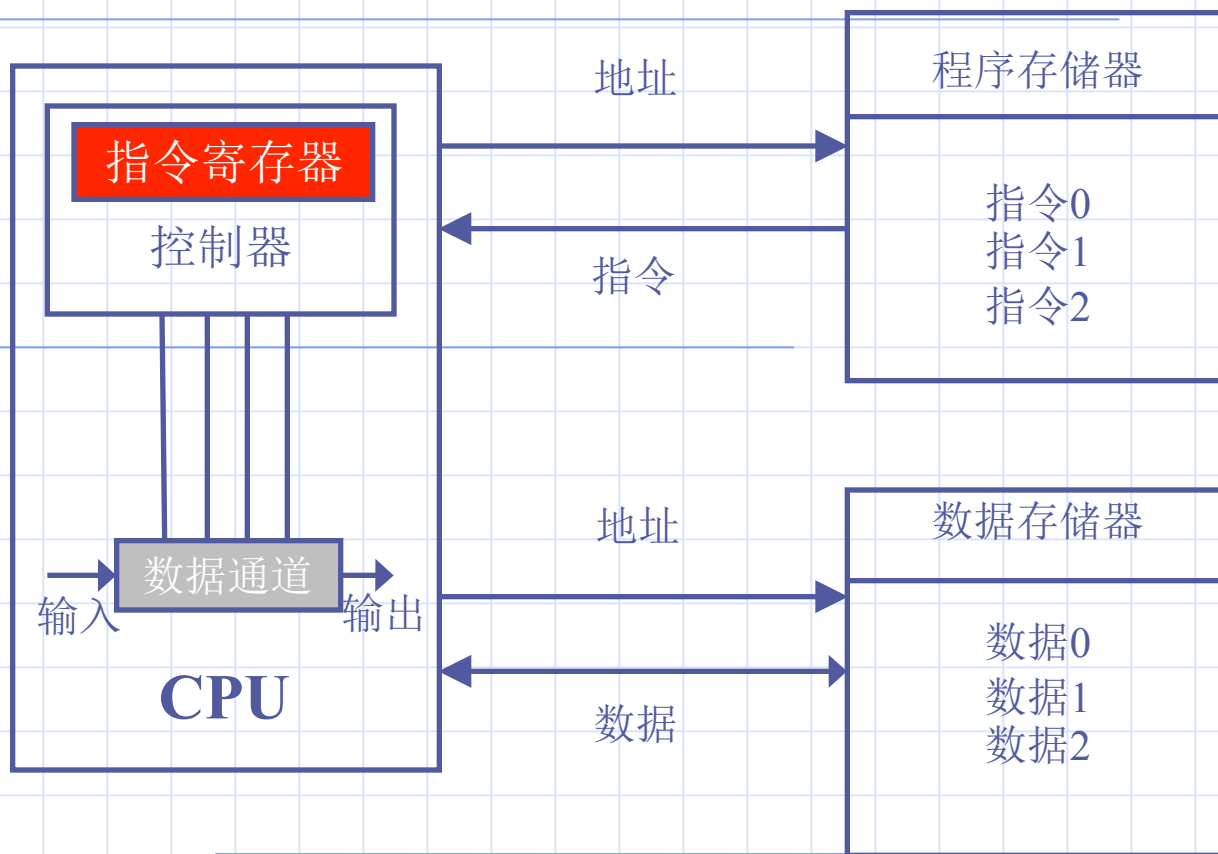 地址
程序存储器
指令寄存器
控制器
指令
指令0
指令1
指令2
地址
数据存储器
数据通道
输入
输出
CPU
数据
数据0
数据1
数据2